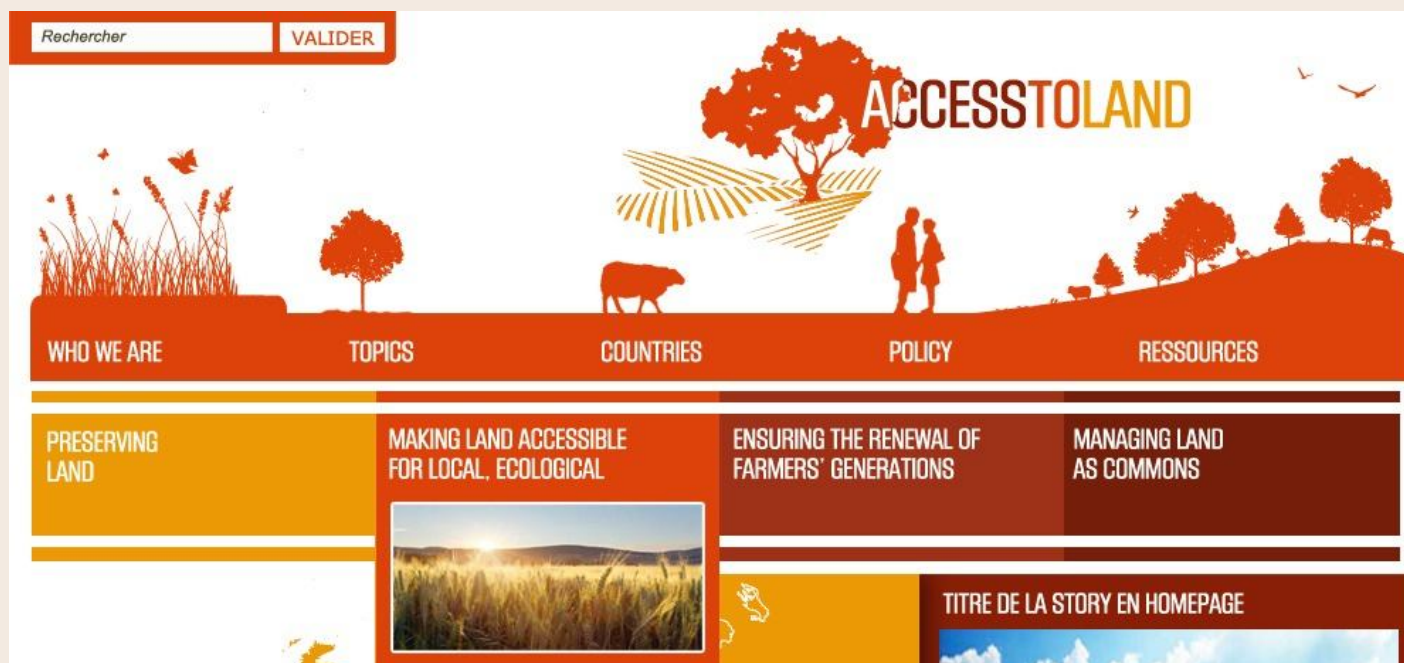 Rechercher
VALIDER
ACCESSTOLAND
WHO WE ARE
TOPICS
COUNTRIES
POLICY
RESSOURCES
PRESERVING
LAND
MAKING LAND ACCESSIBLE
FOR LOCAL, ECOLOGICAL
ENSURING THE RENEWAL OF
FARMERS' GENERATIONS
MANAGING LAND
AS COMMONS
TITRE DE LA STORY EN HOMEPAGE